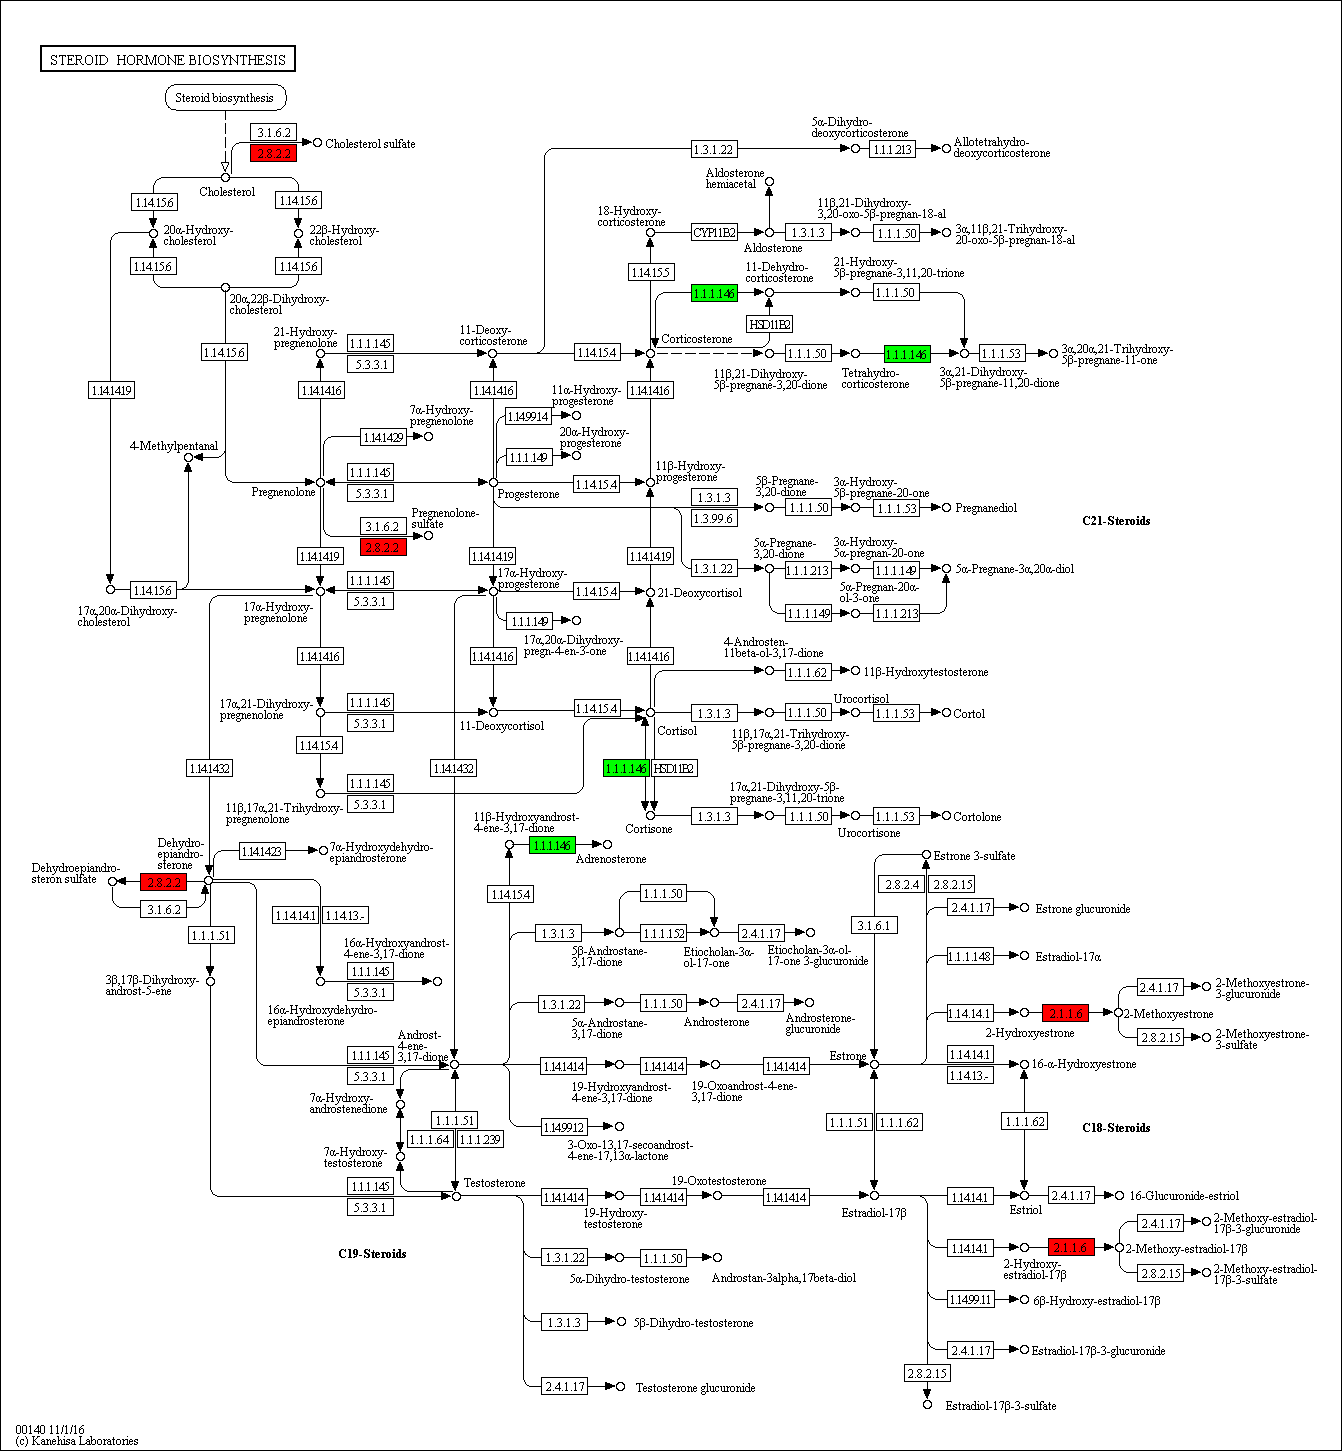 STEROID HORMONE BIOSYNTHESIS
Steroid biosynthesis
3.1.6.2
2.8.2.2
Cholesterol sulfate
Cholesterol
1.14.15.6
1.14.15.6
20α-Hydroxy-
cholesterol
22β-Hydroxy-
cholesterol
1.14.15.6
1.14.15.6
20α,22β-Dihydroxy-
cholesterol
1.14.15.6
1.14.14.19
4-Methylpentanal
1.14.15.6
17α,20α-Dihydroxy-
cholesterol
21-Hydroxy-
pregnenolone
1.1.1.145
5.3.3.1
11-Deoxy-
corticosterone
1.14.15.4
Corticosterone
1.14.14.16
1.14.14.16
1.14.14.16
7α-Hydroxy-
pregnenolone
1.14.14.29
11α-Hydroxy-
progesterone
1.14.99.14
20α-Hydroxy-
progesterone
1.1.1.149
Pregnenolone
1.1.1.145
5.3.3.1
Progesterone
1.14.15.4
11β-Hydroxy-
progesterone
Pregnenolone-
sulfate
3.1.6.2
2.8.2.2
1.14.14.19
1.14.14.19
1.14.14.19
17α-Hydroxy-
pregnenolone
1.1.1.145
5.3.3.1
17α-Hydroxy-
progesterone
1.14.15.4
21-Deoxycortisol
1.1.1.149
17α,20α-Dihydroxy-
pregn-4-en-3-one
1.14.14.16
1.14.14.16
1.14.14.16
17α,21-Dihydroxy-
pregnenolone
1.1.1.145
5.3.3.1
11-Deoxycortisol
1.14.15.4
Cortisol
1.14.15.4
1.14.14.32
1.14.14.32
1.1.1.145
5.3.3.1
11β,17α,21-Trihydroxy-
pregnenolone
1.1.1.146
HSD11B2
Cortisone
5α-Dihydro-
deoxycorticosterone
1.3.1.22
1.1.1.213
Allotetrahydro-
deoxycorticosterone
Aldosterone
hemiacetal
18-Hydroxy-
corticosterone
CYP11B2
Aldosterone
11β,21-Dihydroxy-
3,20-oxo-5β-pregnan-18-al
1.3.1.3
1.1.1.50
3α,11β,21-Trihydroxy-
20-oxo-5β-pregnan-18-al
1.14.15.5
11-Dehydro-
corticosterone
21-Hydroxy-
5β-pregnane-3,11,20-trione
1.1.1.146
1.1.1.50
HSD11B2
1.1.1.50
1.1.1.146
1.1.1.53
3α,20α,21-Trihydroxy-
5β-pregnane-11-one
11β,21-Dihydroxy-
5β-pregnane-3,20-dione
Tetrahydro-
corticosterone
3α,21-Dihydroxy-
5β-pregnane-11,20-dione
1.3.1.3
1.3.99.6
5β-Pregnane-
3,20-dione
1.1.1.50
3α-Hydroxy-
5β-pregnane-20-one
1.1.1.53
Pregnanediol
C21-Steroids
1.3.1.22
5α-Pregnane-
3,20-dione
1.1.1.213
3α-Hydroxy-
5α-pregnan-20-one
1.1.1.149
5α-Pregnane-3α,20α-diol
5α-Pregnan-20α-
ol-3-one
1.1.1.149
1.1.1.213
4-Androsten-
11beta-ol-3,17-dione
1.1.1.62
11β-Hydroxytestosterone
1.3.1.3
1.1.1.50
Urocortisol
1.1.1.53
Cortol
11β,17α,21-Trihydroxy-
5β-pregnane-3,20-dione
17α,21-Dihydroxy-5β-
pregnane-3,11,20-trione
1.3.1.3
1.1.1.50
Urocortisone
1.1.1.53
Cortolone
Dehydroepiandro-
steron sulfate
2.8.2.2
3.1.6.2
Dehydro-
epiandro-
sterone
1.14.14.23
7α-Hydroxydehydro-
epiandrosterone
1.1.1.51
1.14.14.1
1.14.13.-
3β,17β-Dihydroxy-
androst-5-ene
16α-Hydroxyandrost-
4-ene-3,17-dione
1.1.1.145
5.3.3.1
16α-Hydroxydehydro-
epiandrosterone
11β-Hydroxyandrost-
4-ene-3,17-dione
1.1.1.146
Adrenosterone
1.14.15.4
1.3.1.3
5β-Androstane-
3,17-dione
1.1.1.50
1.1.1.152
Etiocholan-3α-
ol-17-one
2.4.1.17
Etiocholan-3α-ol-
17-one 3-glucuronide
1.3.1.22
5α-Androstane-
3,17-dione
1.1.1.50
Androsterone
2.4.1.17
Androsterone-
glucuronide
Androst-
4-ene-
3,17-dione
1.1.1.145
5.3.3.1
1.14.14.14
19-Hydroxyandrost-
4-ene-3,17-dione
1.14.14.14
19-Oxoandrost-4-ene-
3,17-dione
1.14.14.14
Estrone
7α-Hydroxy-
androstenedione
1.1.1.51
1.1.1.64
1.1.1.239
7α-Hydroxy-
testosterone
1.14.99.12
3-Oxo-13,17-secoandrost-
4-ene-17,13α-lactone
1.1.1.145
5.3.3.1
Testosterone
1.14.14.14
19-Hydroxy-
testosterone
1.14.14.14
19-Oxotestosterone
1.14.14.14
Estradiol-17β
C19-Steroids
1.3.1.22
5α-Dihydro-testosterone
1.1.1.50
Androstan-3alpha,17beta-diol
1.3.1.3
5β-Dihydro-testosterone
2.4.1.17
Testosterone glucuronide
Estrone 3-sulfate
2.8.2.4
2.8.2.15
3.1.6.1
2.4.1.17
Estrone glucuronide
1.1.1.148
Estradiol-17α
1.14.14.1
2-Hydroxyestrone
2.1.1.6
2-Methoxyestrone
2.4.1.17
2-Methoxyestrone-
3-glucuronide
2.8.2.15
2-Methoxyestrone-
3-sulfate
1.14.14.1
1.14.13.-
16-α-Hydroxyestrone
1.1.1.51
1.1.1.62
1.1.1.62
C18-Steroids
1.14.14.1
Estriol
2.4.1.17
16-Glucuronide-estriol
1.14.14.1
2-Hydroxy-
estradiol-17β
2.1.1.6
2-Methoxy-estradiol-17β
2.4.1.17
2-Methoxy-estradiol-
17β-3-glucuronide
2.8.2.15
2-Methoxy-estradiol-
17β-3-sulfate
1.14.99.11
6β-Hydroxy-estradiol-17β
2.4.1.17
Estradiol-17β-3-glucuronide
2.8.2.15
Estradiol-17β-3-sulfate
00140 11/1/16
(c) Kanehisa Laboratories